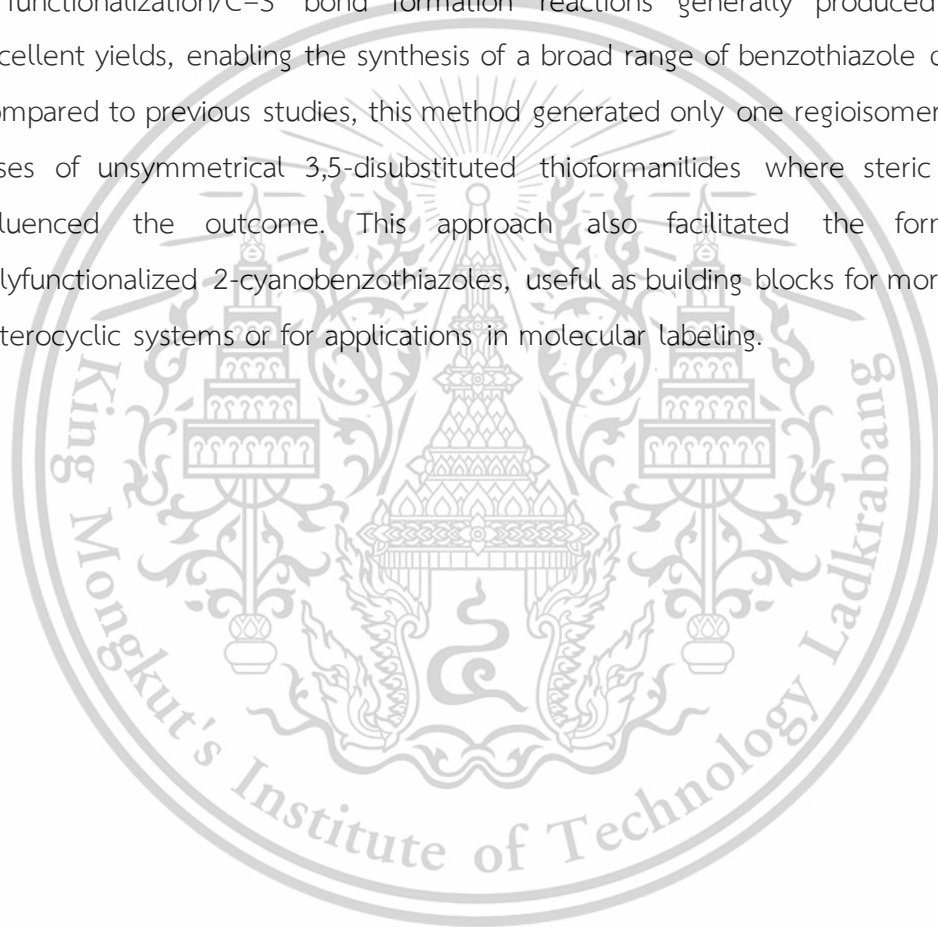 functionalization/C–S bond formation reactions generally produced
cellent yields, enabling the synthesis of a broad range of benzothiazole
mpared to previous studies, this method generated only one regioisomer
ses of unsymmetrical 3,5-disubstituted thioformanilides where steric
luenced the outcome. This approach also facilitated the for
lyfunctionalized 2-cyanobenzothiazoles, useful as building blocks for mor
terocyclic systems or for applications in molecular labeling.
King Mongkut's Institute of Technology Ladkrabang